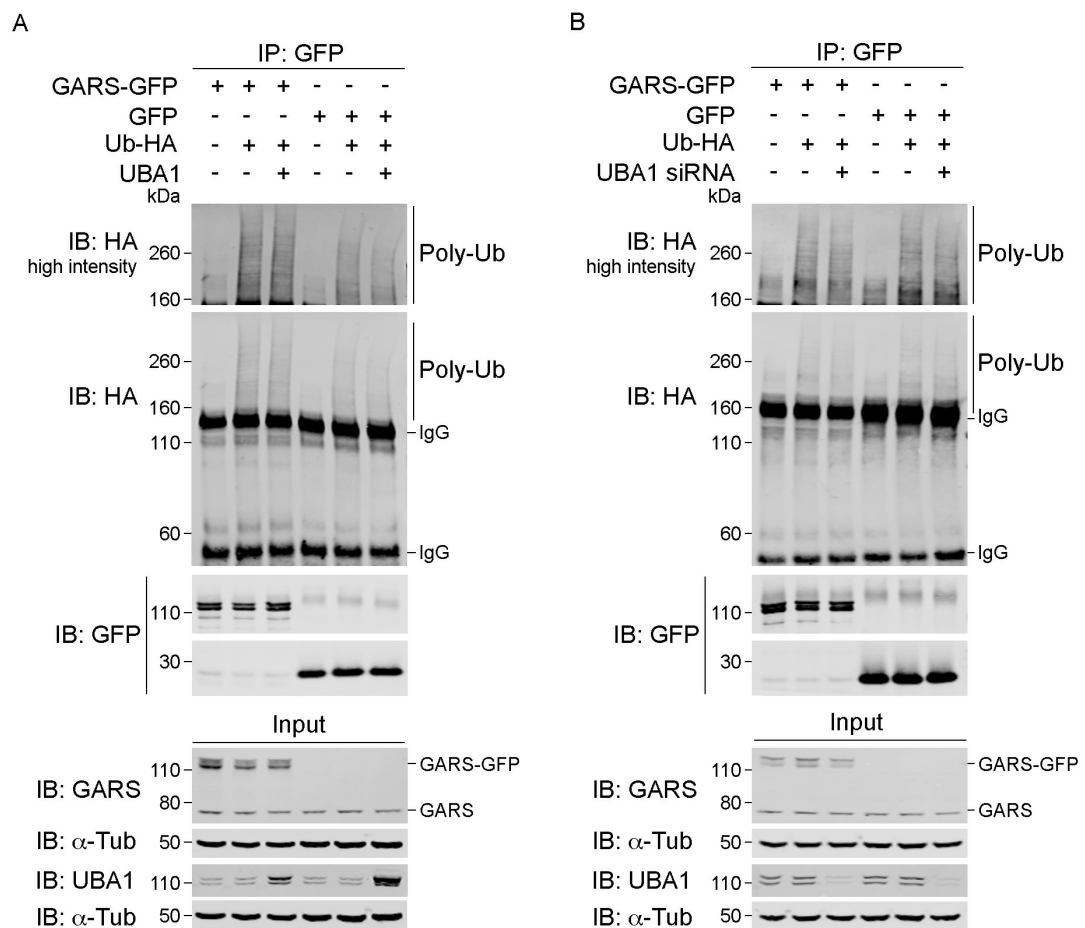 A
IP: GFP
GARS-GFP + + + - - -
GFP - - - + + +
Ub-HA - + + - + +
UBA1 - - + - - +
kDa
IB: HA
high intensity
260
160
Poly-Ub
IB: HA
260
160
110
60
Poly-Ub
IgG
IgG
IB: GFP
110
30
Input
IB: GARS
110
80
GARS-GFP
GARS
IB: α-Tub 50
IB: UBA1 110
IB: α-Tub 50
B
IP: GFP
GARS-GFP + + + - - -
GFP - - - + + +
Ub-HA - + + - + +
UBA1 siRNA - - + - - +
kDa
IB: HA
high intensity
260
160
Poly-Ub
IB: HA
260
160
110
60
Poly-Ub
IgG
IgG
IB: GFP
110
30
Input
IB: GARS
110
80
GARS-GFP
GARS
IB: α-Tub 50
IB: UBA1 110
IB: α-Tub 50